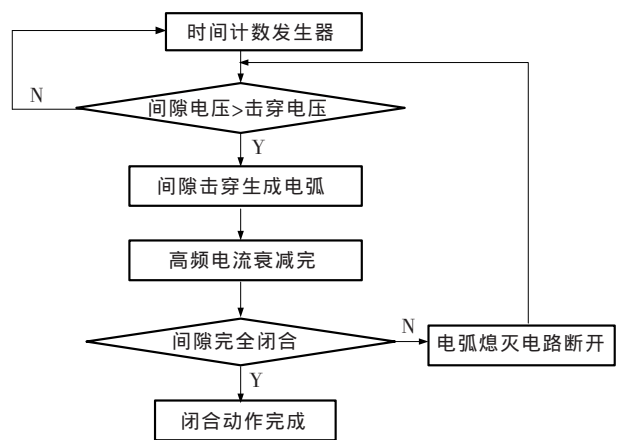 时间计数发生器
N
间隙电压>击穿电压
Y
间隙击穿生成电弧
高频电流衰减完
间隙完全闭合
N
电弧熄灭电路断开
Y
闭合动作完成